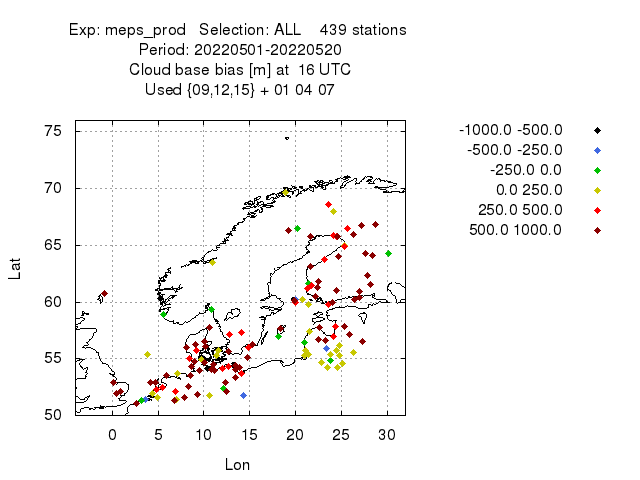 Exp: meps_prod   Selection: ALL    439 stations
Period: 20220501-20220520
Cloud base bias [m] at  16 UTC
Used {09,12,15} + 01 04 07
-1000.0 -500.0
-500.0 -250.0
-250.0 0.0
0.0 250.0
250.0 500.0
500.0 1000.0
75
70
65
60
55
50
Lat
0 5 10 15 20 25 30
Lon